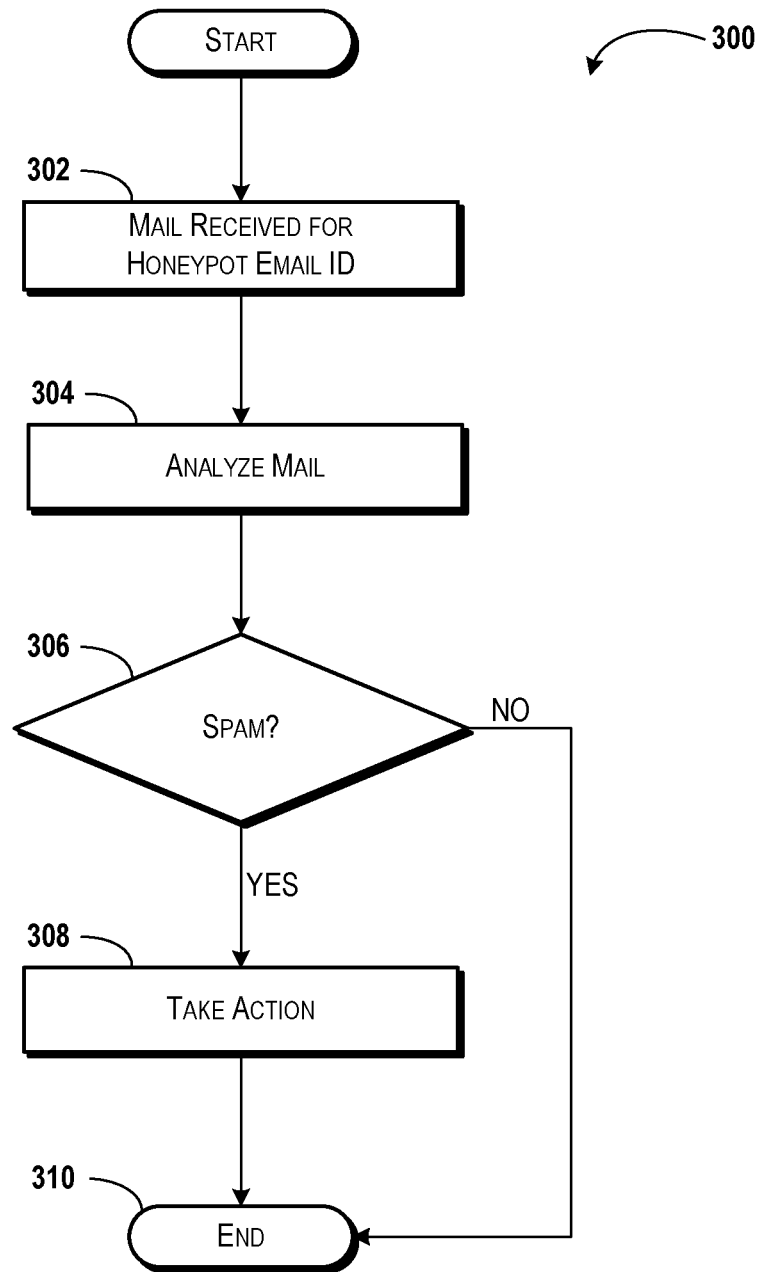 START
300
302
MAIL RECEIVED FOR
HONEYPOT EMAIL ID
304
ANALYZE MAIL
306
SPAM?
NO
YES
308
TAKE ACTION
310
END